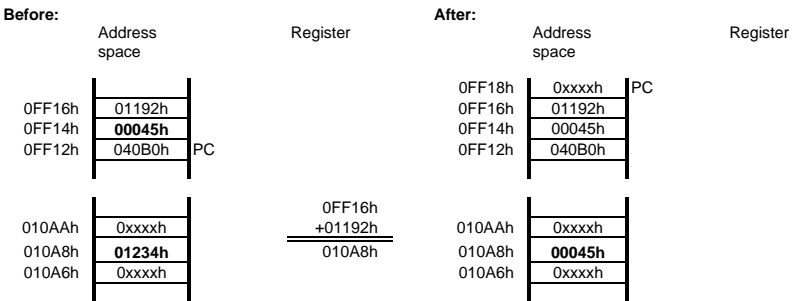 Before: After:
Address space Register Address space Register
0FF18h 0xxxxh PC
0FF16h 01192h 0FF16h 01192h
0FF14h 00045h 0FF14h 00045h
0FF12h 040B0h PC 0FF12h 040B0h
0FF16h
010AAh 0xxxxh +01192h 010AAh 0xxxxh
010A8h 01234h 010A8h 010A8h 00045h
010A6h 0xxxxh 010A6h 0xxxxh